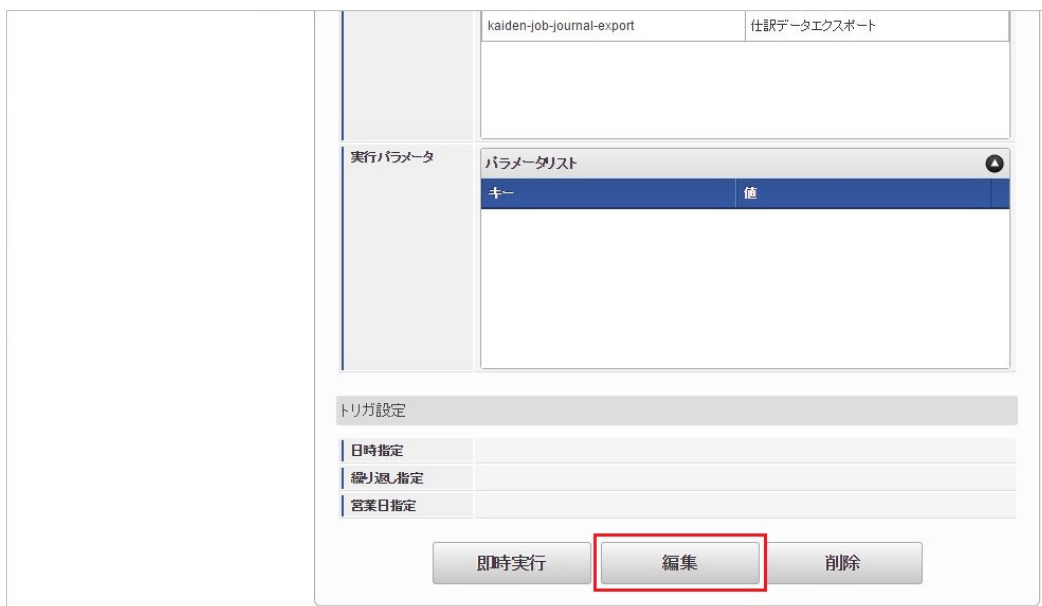 kaiden-job-journal-export 仕訳データエクスポート
実行パラメータ パラメータリスト
キー 値
トリガ設定
日時指定
繰り返し指定
営業日指定
即時実行 編集 削除